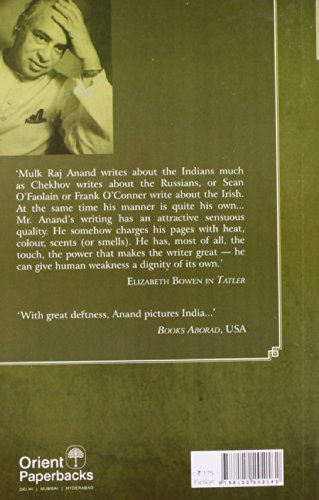 'Mulk Raj Anand writes about the Indians much
as Chekhov writes about the Russians, or Sean
O'Faolain or Frank O'Conner write about the Irish.
At the same time his manner is quite his own...
Mr. Anand's writing has an attractive sensuous
quality. He somehow charges his pages with heat,
colour, scents (or smells). He has, most of all, the
touch, the power that makes the writer great — he
can give human weakness a dignity of its own.'
ELIZABETH BOWEN IN TATLER
'With great deftness, Anand pictures India...'
BOOKS ABORAD, USA
Orient
Paperbacks
DELHI | MUMBAI | HYDERABAD
₹ 175
Fiction